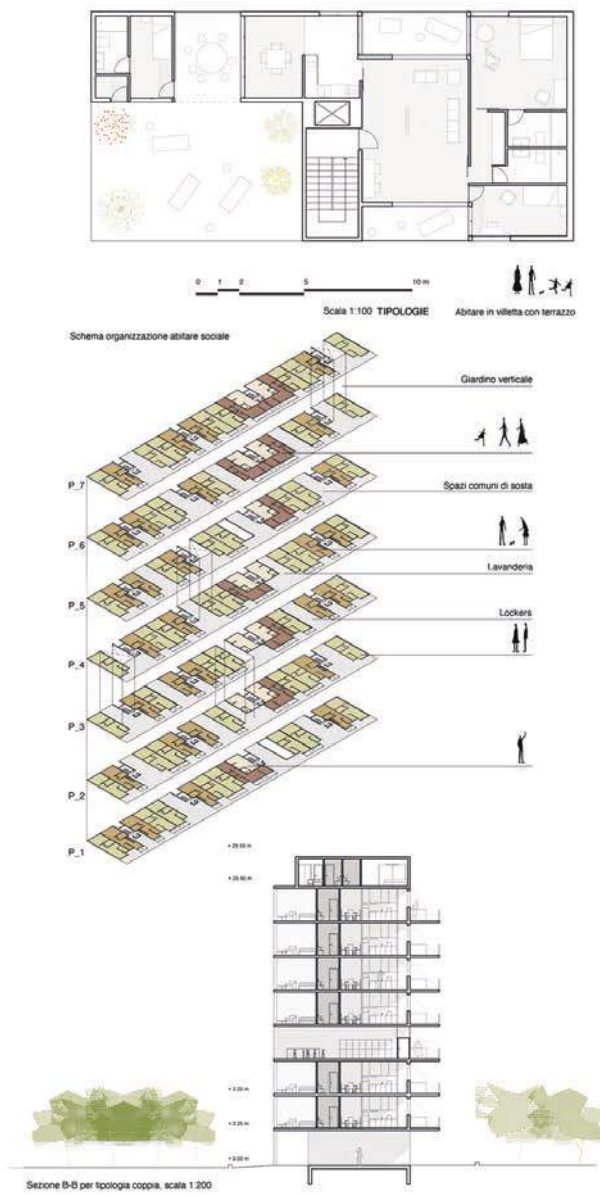 0 1 2 5 10 m
Scala 1:100 TIPOLOGIE Abitare in villetta con terrazzo
Schema organizzazione abitare sociale
Giardino verticale
P_7
Spazi comuni di sosta
P_6
Lavanderia
P_5
Lockers
P_4
P_3
P_2
P_1
+ 3.20 m
Sezione B-B per tipologia coppia, scala 1:200